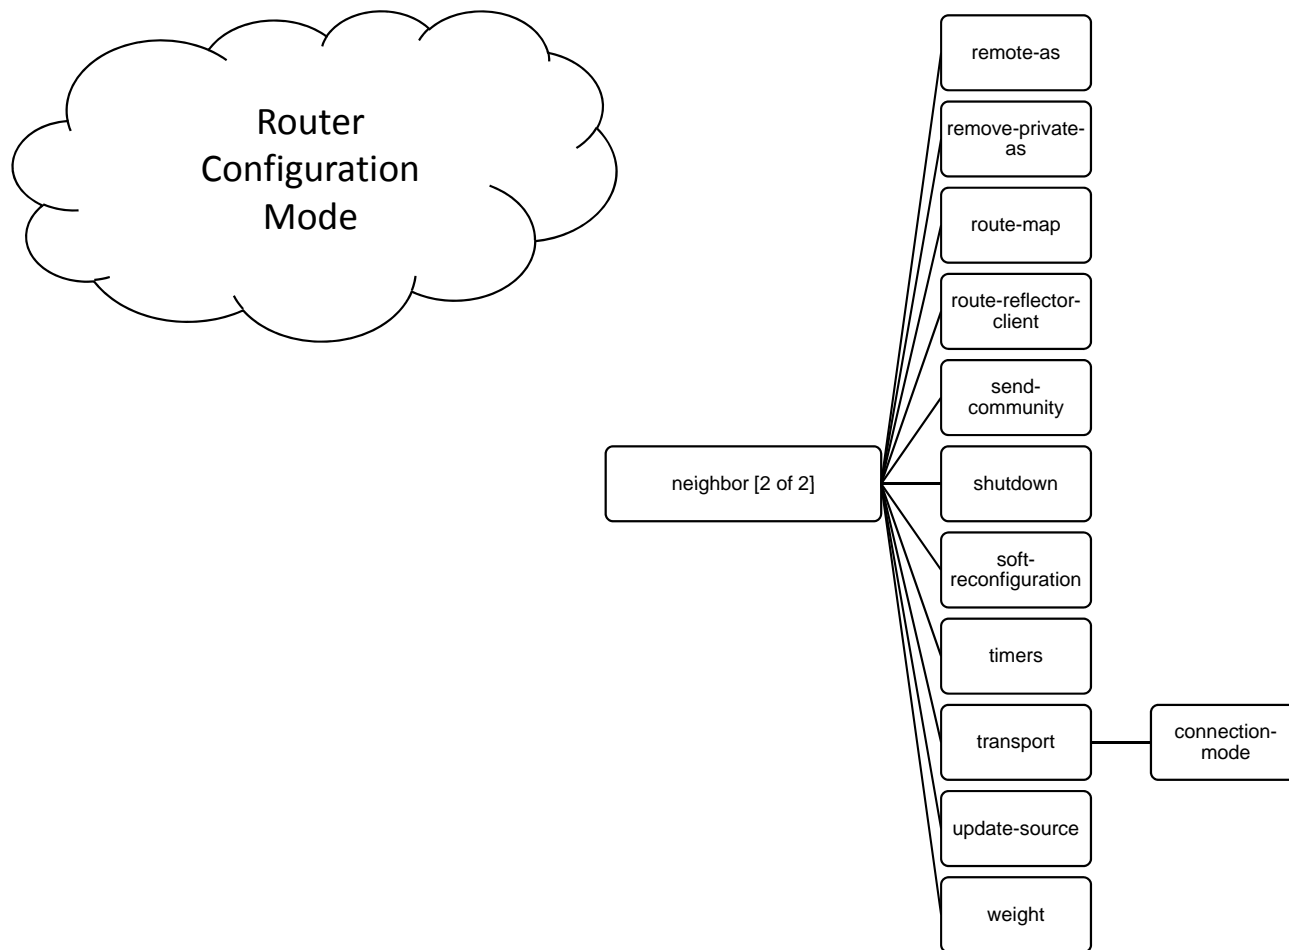 Router
Configuration
Mode
remote-as
remove-private-
as
route-map
route-reflector-
client
send-
community
neighbor [2 of 2]
shutdown
soft-
reconfiguration
timers
transport
connection-
mode
update-source
weight